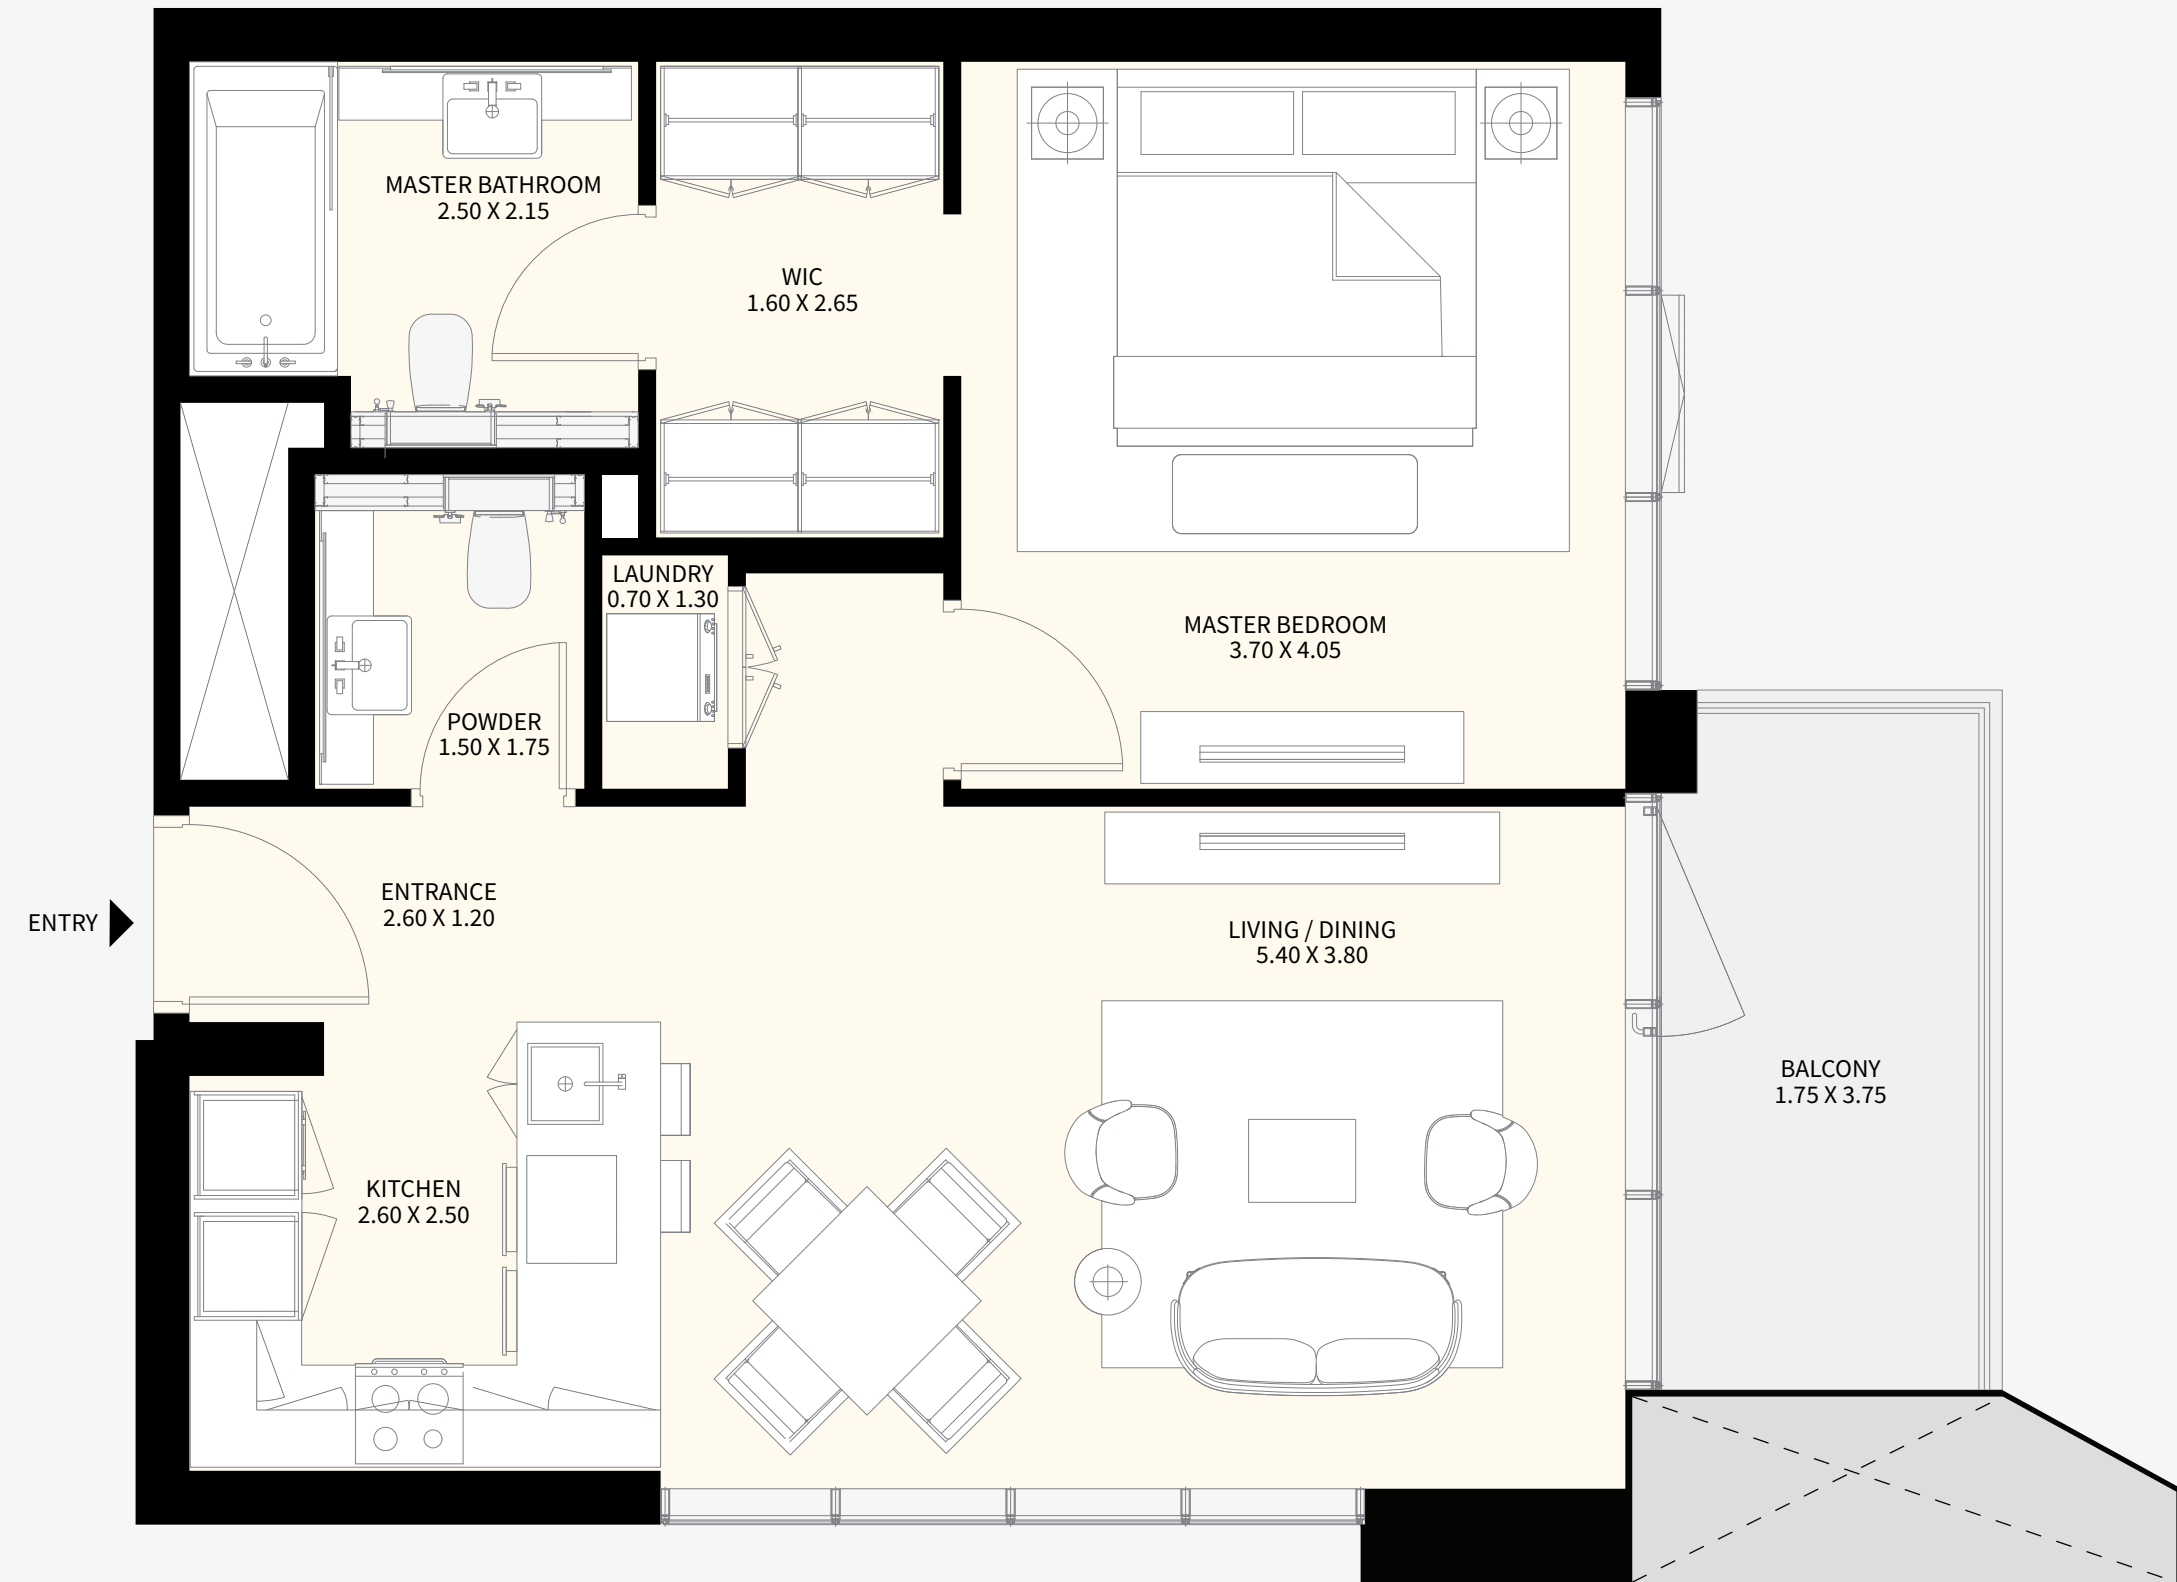 MASTER BATHROOM
2.50 X 2.15
WIC
1.60 X 2.65
LAUNDRY
0.70 X 1.30
MASTER BEDROOM
3.70 X 4.05
POWDER
1.50 X 1.75
ENTRY
ENTRANCE
2.60 X 1.20
LIVING / DINING
5.40 X 3.80
BALCONY
1.75 X 3.75
KITCHEN
2.60 X 2.50